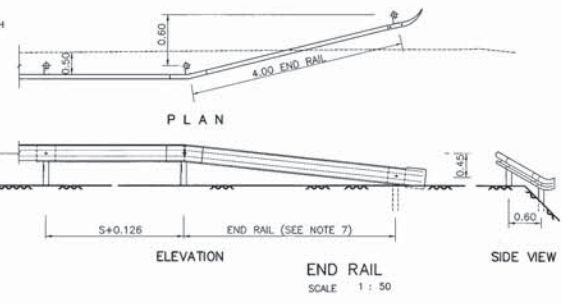 H
0.60
0.50
4.00 END RAIL
PLAN
0.45
S+0.126
END RAIL (SEE NOTE 7)
0.60
ELEVATION
SIDE VIEW
END RAIL
SCALE 1 : 50